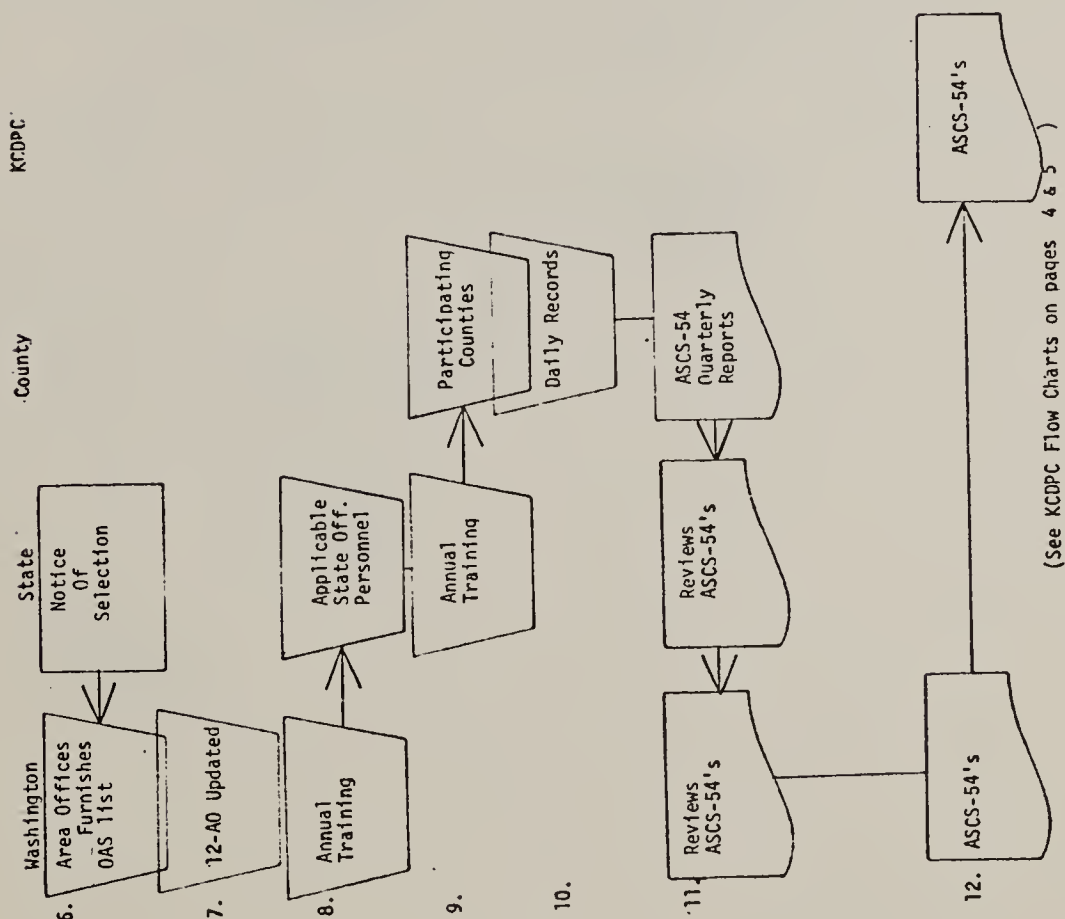 Washington
State
County
KCDPC
6.
Area Offices
Furnishes
OAS list
Notice
Of
Selection
7.
12-AO Updated
8.
Annual
Training
Applicable
State Off.
Personnel
9.
Annual
Training
Participating
Counties
10.
Daily Records
11.
Reviews
ASCS-54's
Reviews
ASCS-54's
ASCS-54
Quarterly
Reports
12.
ASCS-54's
ASCS-54's
(See KCDPC Flow Charts on pages 4 & 5 )